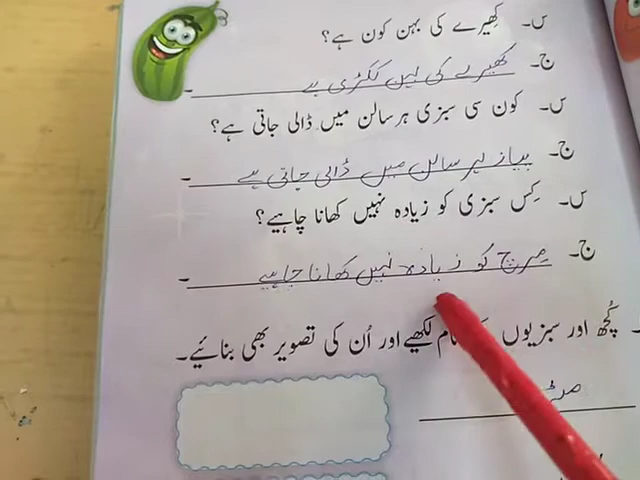 س۔ کھیرے کی بہن کون ہے؟
ج۔ کھیرے کی بہن ککڑی ہے۔
س۔ کون سی سبزی ہر سالن میں ڈالی جاتی ہے؟
ج۔ پیاز ہر سالن میں ڈالی جاتی ہے۔
س۔ کِس سبزی کو زیادہ نہیں کھانا چاہیے؟
ج۔ مرچ کو زیادہ نہیں کھانا چاہیے۔
کُچھ اور سبزیوں کے نام لکھیے اور اُن کی تصویر بھی بنائیے۔
مٹر